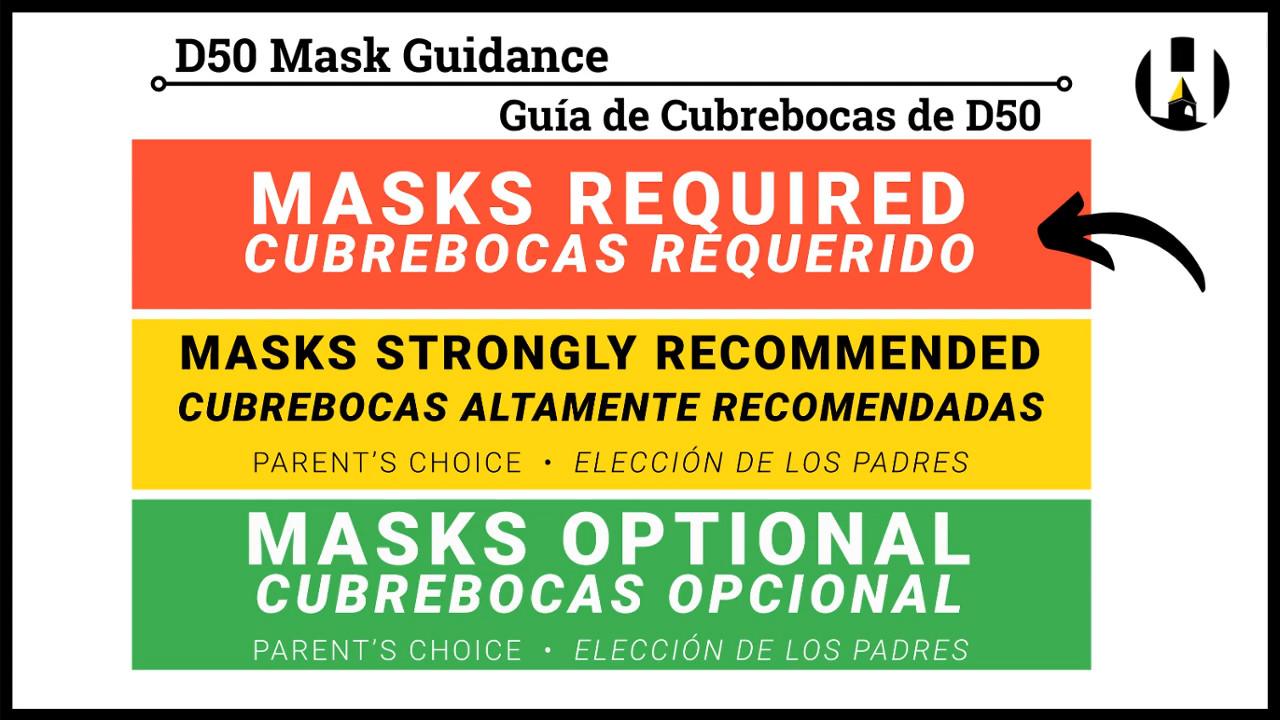 D50 Mask Guidance
Guía de Cubrebocas de D50
MASKS REQUIRED
CUBREBOCAS REQUERIDO
MASKS STRONGLY RECOMMENDED
CUBREBOCAS ALTAMENTE RECOMENDADAS
PARENT’S CHOICE • ELECCIÓN DE LOS PADRES
MASKS OPTIONAL
CUBREBOCAS OPCIONAL
PARENT’S CHOICE • ELECCIÓN DE LOS PADRES